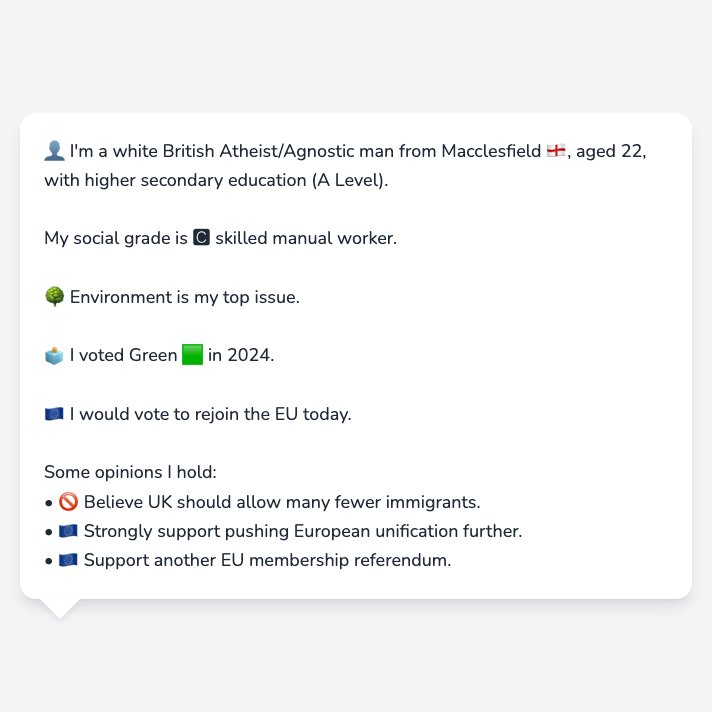 👤 I'm a white British Atheist/Agnostic man from Macclesfield 🏴󠁧󠁢󠁥󠁮󠁧󠁿, aged 22,
with higher secondary education (A Level).
My social grade is 🅲 skilled manual worker.
🌳 Environment is my top issue.
🗳️ I voted Green 🟩 in 2024.
🇪🇺 I would vote to rejoin the EU today.
Some opinions I hold:
• 🚫 Believe UK should allow many fewer immigrants.
• 🇪🇺 Strongly support pushing European unification further.
• 🇪🇺 Support another EU membership referendum.